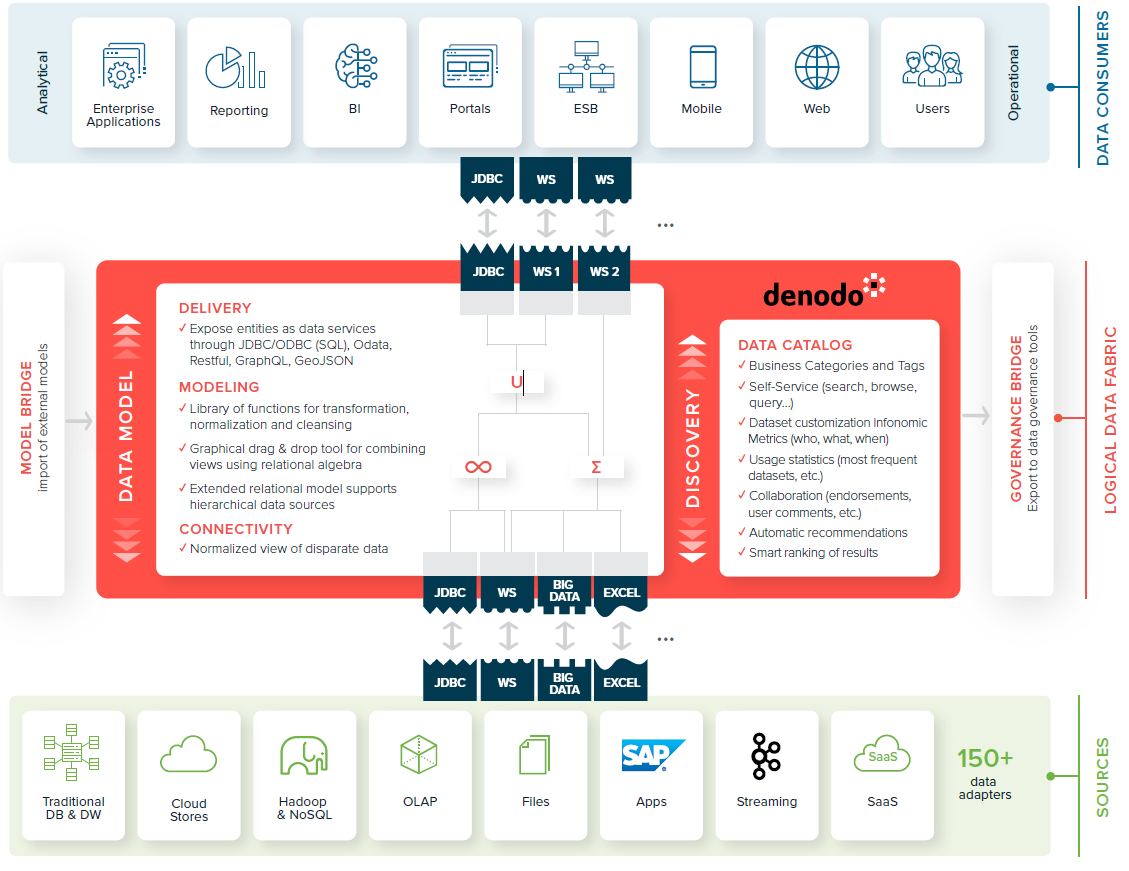 Analytical
Enterprise
Applications
Reporting
BI
Portals
ESB
Mobile
Web
Users
Operational
DATA CONSUMERS
JDBC
WS
WS
...
JDBC
WS 1
WS 2
MODEL BRIDGE
import of external models
DATA MODEL
DELIVERY
✓ Expose entities as data services
through JDBC/ODBC (SQL), Odata,
Restful, GraphQL, GeoJSON
MODELING
✓ Library of functions for transformation,
normalization and cleansing
✓ Graphical drag & drop tool for combining
views using relational algebra
✓ Extended relational model supports
hierarchical data sources
CONNECTIVITY
✓ Normalized view of disparate data
U
∞
Σ
DISCOVERY
denodo
DATA CATALOG
✓ Business Categories and Tags
✓ Self-Service (search, browse,
query...)
✓ Dataset customization Infonomic
Metrics (who, what, when)
✓ Usage statistics (most frequent
datasets, etc.)
✓ Collaboration (endorsements,
user comments, etc.)
✓ Automatic recommendations
✓ Smart ranking of results
GOVERNANCE BRIDGE
Export to data governance tools
LOGICAL DATA FABRIC
JDBC
WS
BIG
DATA
EXCEL
...
JDBC
WS
BIG
DATA
EXCEL
Traditional
DB & DW
Cloud
Stores
Hadoop
& NoSQL
OLAP
Files
SAP
Apps
Streaming
SaaS
SaaS
150+
data
adapters
SOURCES